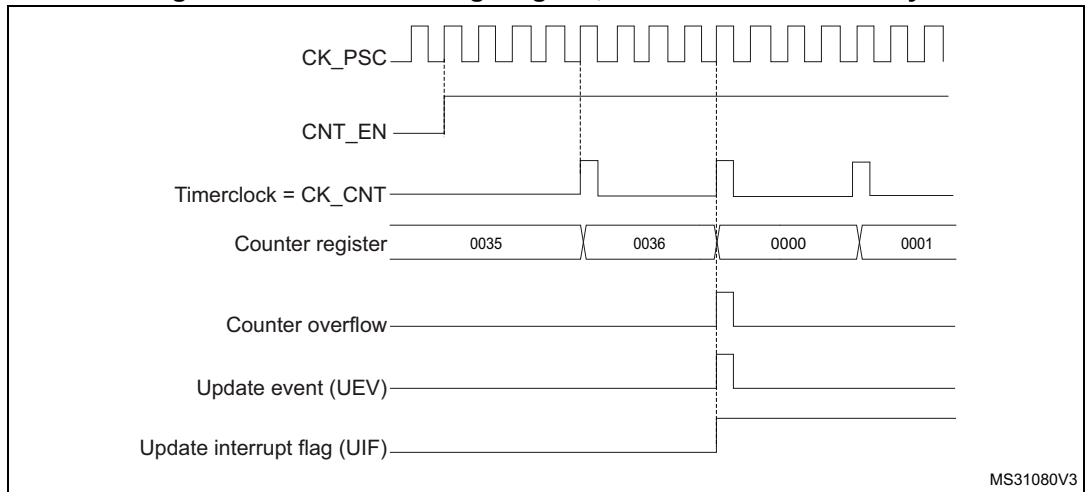 CK_PSC
CNT_EN
Timerclock = CK_CNT
Counter register 0035 0036 0000 0001
Counter overflow
Update event (UEV)
Update interrupt flag (UIF)
MS31080V3